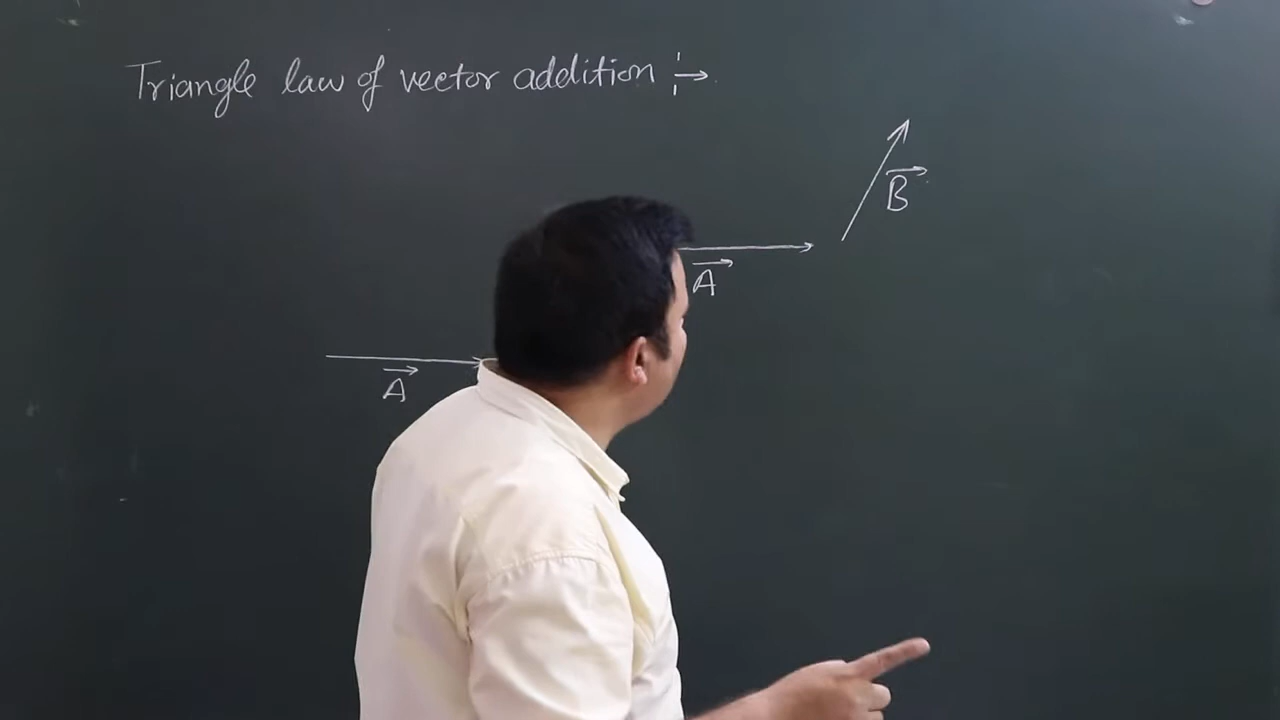 Triangle law of vector addition :→
B⃗
A⃗
A⃗